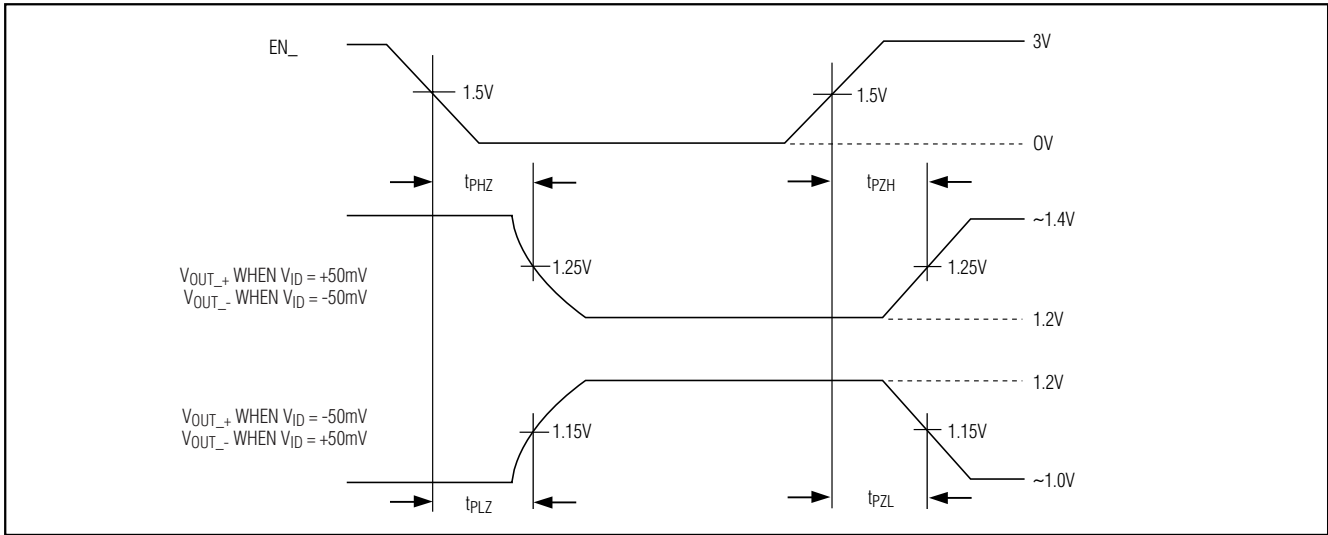 EN_
3V
1.5V
1.5V
0V
tPHZ
tPZH
~1.4V
VOUT_+ WHEN VID = +50mV
VOUT_- WHEN VID = -50mV
1.25V
1.25V
1.2V
1.2V
VOUT_+ WHEN VID = -50mV
VOUT_- WHEN VID = +50mV
1.15V
1.15V
~1.0V
tPLZ
tPZL